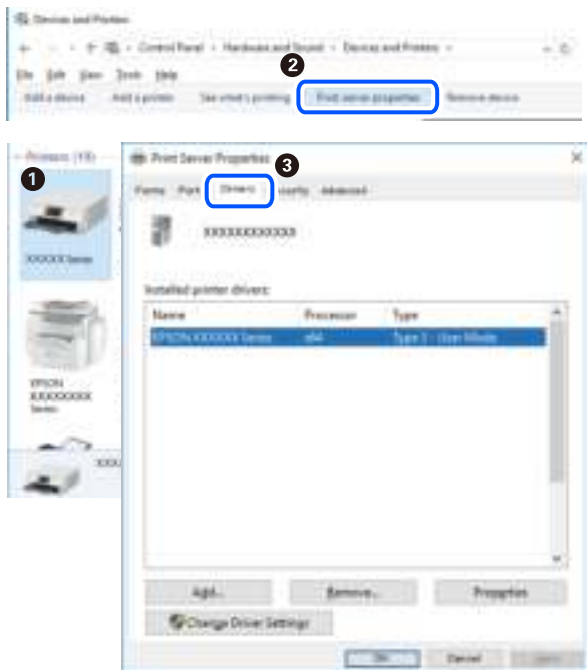 Devices and Printers
Control Panel › Hardware and Sound › Devices and Printers
2
File Edit View Tools Help
Add a device Add a printer See what's printing Print server properties Remove device
Printers (19)
1
XXXXXX Series
EPSON
XXXXXXXX
Series
XXX
Print Server Properties
3
Forms Port Drivers Security Advanced
XXXXXXXXXXXX
Installed printer drivers:
Name Processor Type
EPSON XXXXXX Series x64 Type 3 - User Mode
Add... Remove... Properties
Change Driver Settings
OK Cancel